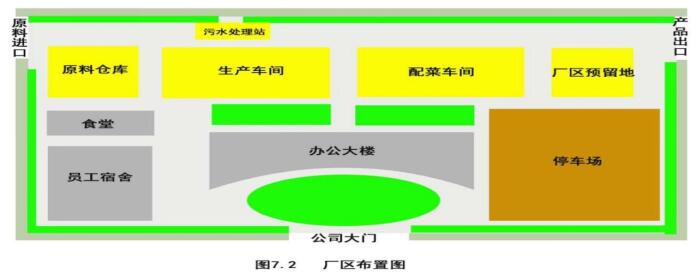 原料进口
产品出口
污水处理站
原料仓库
生产车间
配菜车间
厂区预留地
食堂
办公大楼
停车场
员工宿舍
公司大门
图7.2 厂区布置图